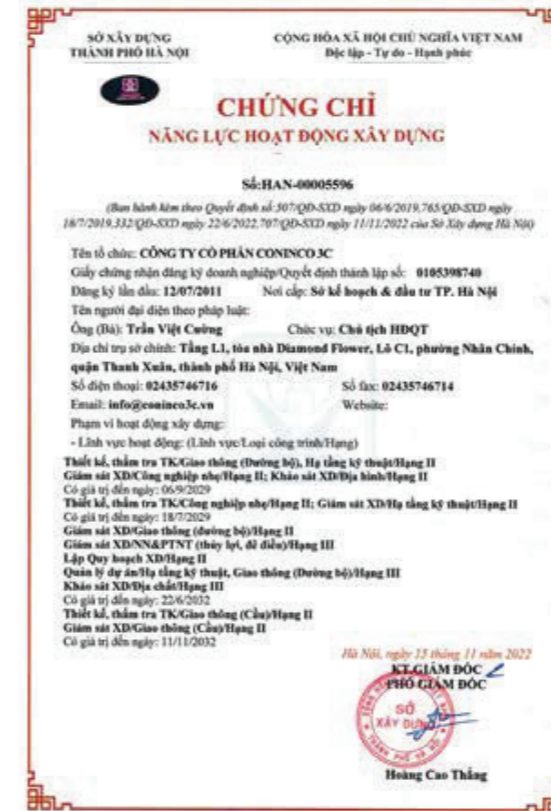 SỞ XÂY DỰNG
THÀNH PHỐ HÀ NỘI
CỘNG HÒA XÃ HỘI CHỦ NGHĨA VIỆT NAM
Độc lập - Tự do - Hạnh phúc
CHỨNG CHỈ
NĂNG LỰC HOẠT ĐỘNG XÂY DỰNG
Số:HAN-00005596
(Ban hành kèm theo Quyết định số:507/QĐ-SXD ngày 06/6/2019,765/QĐ-SXD ngày
18/7/2019,332/QĐ-SXD ngày 22/6/2022,707/QĐ-SXD ngày 11/11/2022 của Sở Xây dựng Hà Nội)
Tên tổ chức: CÔNG TY CỔ PHẦN CONINCO 3C
Giấy chứng nhận đăng ký doanh nghiệp/Quyết định thành lập số: 0105398740
Đăng ký lần đầu: 12/07/2011 Nơi cấp: Sở kế hoạch & đầu tư TP. Hà Nội
Tên người đại diện theo pháp luật:
Ông (Bà): Trần Việt Cường Chức vụ: Chủ tịch HĐQT
Địa chỉ trụ sở chính: Tầng L1, tòa nhà Diamond Flower, Lô C1, phường Nhân Chính,
quận Thanh Xuân, thành phố Hà Nội, Việt Nam
Số điện thoại: 02435746716 Số fax: 02435746714
Email: info@coninco3c.vn Website:
Phạm vi hoạt động xây dựng:
- Lĩnh vực hoạt động: (Lĩnh vực/Loại công trình/Hạng)
Thiết kế, thẩm tra TK/Giao thông (Đường bộ), Hạ tầng kỹ thuật/Hạng II
Giám sát XD/Công nghiệp nhẹ/Hạng II; Khảo sát XD/Địa hình/Hạng II
Có giá trị đến ngày: 06/9/2029
Thiết kế, thẩm tra TK/Công nghiệp nhẹ/Hạng II; Giám sát XD/Hạ tầng kỹ thuật/Hạng II
Có giá trị đến ngày: 18/7/2029
Giám sát XD/Giao thông (đường bộ)/Hạng II
Giám sát XD/NN&PTNT (thủy lợi, đê điều)/Hạng III
Lập Quy hoạch XD/Hạng II
Quản lý dự án/Hạ tầng kỹ thuật, Giao thông (Đường bộ)/Hạng III
Khảo sát XD/Địa chất/Hạng III
Có giá trị đến ngày: 22/6/2032
Thiết kế, thẩm tra TK/Giao thông (Cầu)/Hạng II
Giám sát XD/Giao thông (Cầu)/Hạng II
Có giá trị đến ngày: 11/11/2032
Hà Nội, ngày 15 tháng 11 năm 2022
KT.GIÁM ĐỐC
PHÓ GIÁM ĐỐC
SỞ
XÂY DỰNG
THÀNH PHỐ HÀ NỘI
Hoàng Cao Thắng